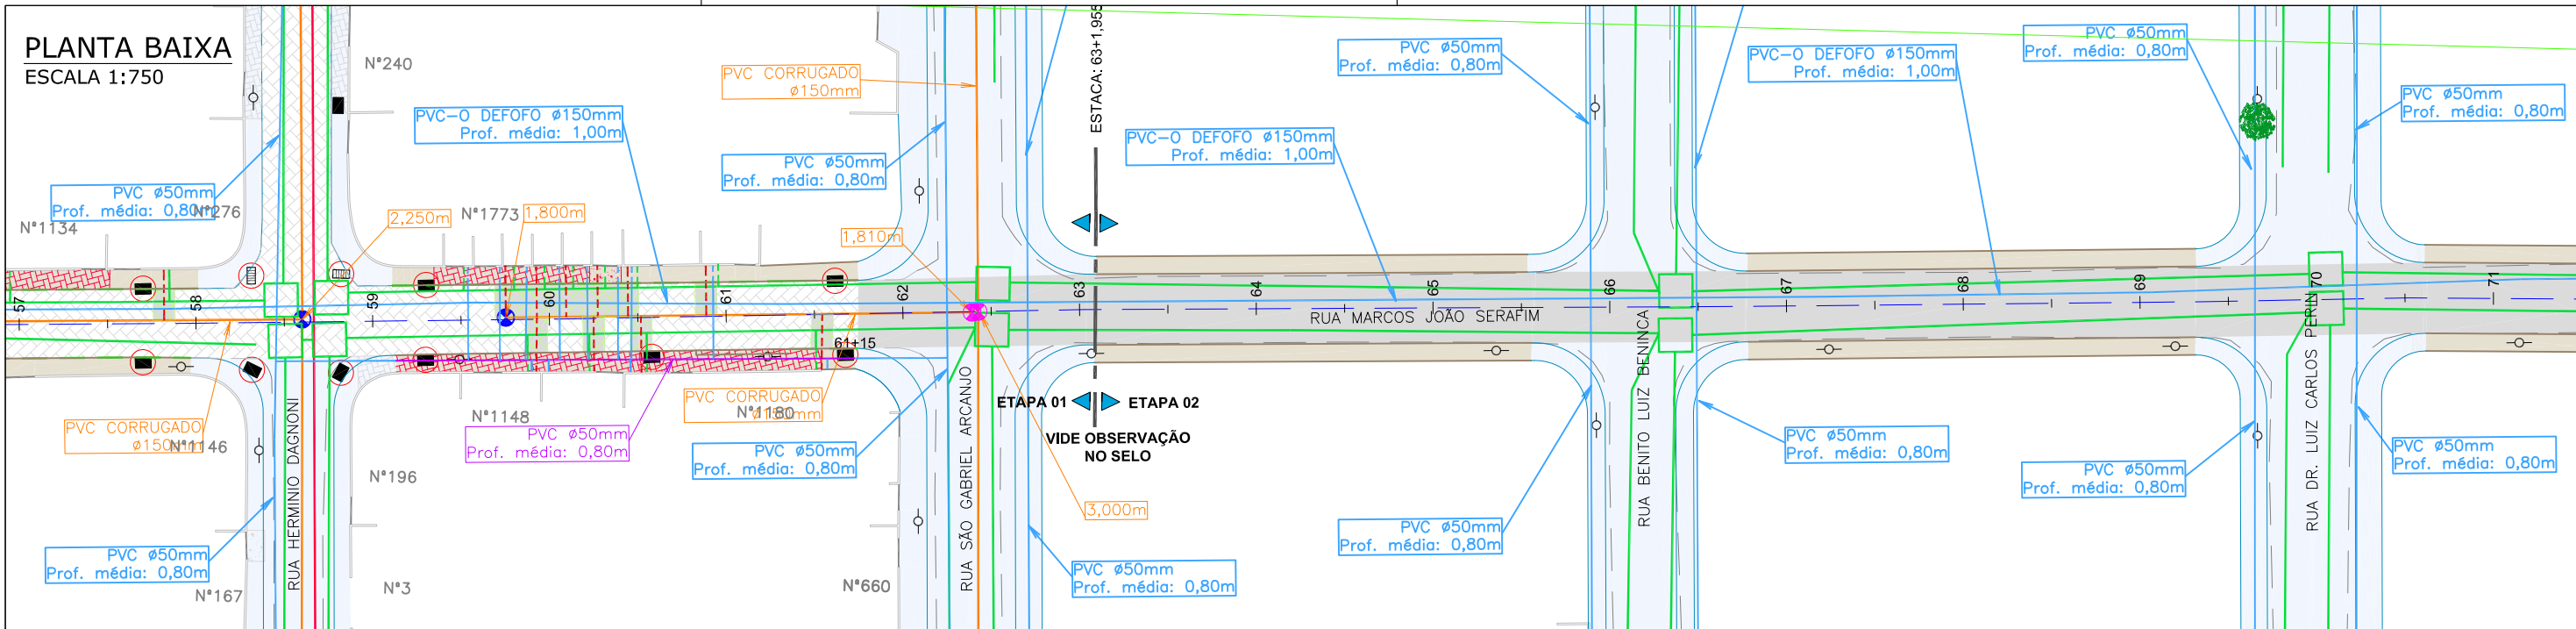 PLANTA BAIXA
ESCALA 1:750
N°240
PVC CORRUGADO
ø150mm
ESTACA: 63+1,955
PVC ø50mm
Prof. média: 0,80m
PVC-O DEFOFO ø150mm
Prof. média: 1,00m
PVC ø50mm
Prof. média: 0,80m
PVC ø50mm
Prof. média: 0,80m
PVC-O DEFOFO ø150mm
Prof. média: 1,00m
PVC-O DEFOFO ø150mm
Prof. média: 1,00m
PVC ø50mm
Prof. média: 0,80m
PVC ø50mm
Prof. média: 0,80m
N°276
N°1134
2,250m
N°1773
1,800m
1,810m
57
58
59
60
61
62
63
64
65
66
67
68
69
70
71
RUA MARCOS JOÃO SERAFIM
61+15
RUA HERMINIO DAGNONI
RUA SÃO GABRIEL ARCANJO
RUA BENITO LUIZ BENINCA
RUA DR. LUIZ CARLOS PERIN
ETAPA 01
ETAPA 02
VIDE OBSERVAÇÃO
NO SELO
PVC CORRUGADO
ø150mm
N°1146
N°1148
PVC ø50mm
Prof. média: 0,80m
PVC CORRUGADO
ø150mm
N°1180
PVC ø50mm
Prof. média: 0,80m
PVC ø50mm
Prof. média: 0,80m
PVC ø50mm
Prof. média: 0,80m
PVC ø50mm
Prof. média: 0,80m
N°196
3,000m
PVC ø50mm
Prof. média: 0,80m
PVC ø50mm
Prof. média: 0,80m
N°167
N°3
N°660
PVC ø50mm
Prof. média: 0,80m